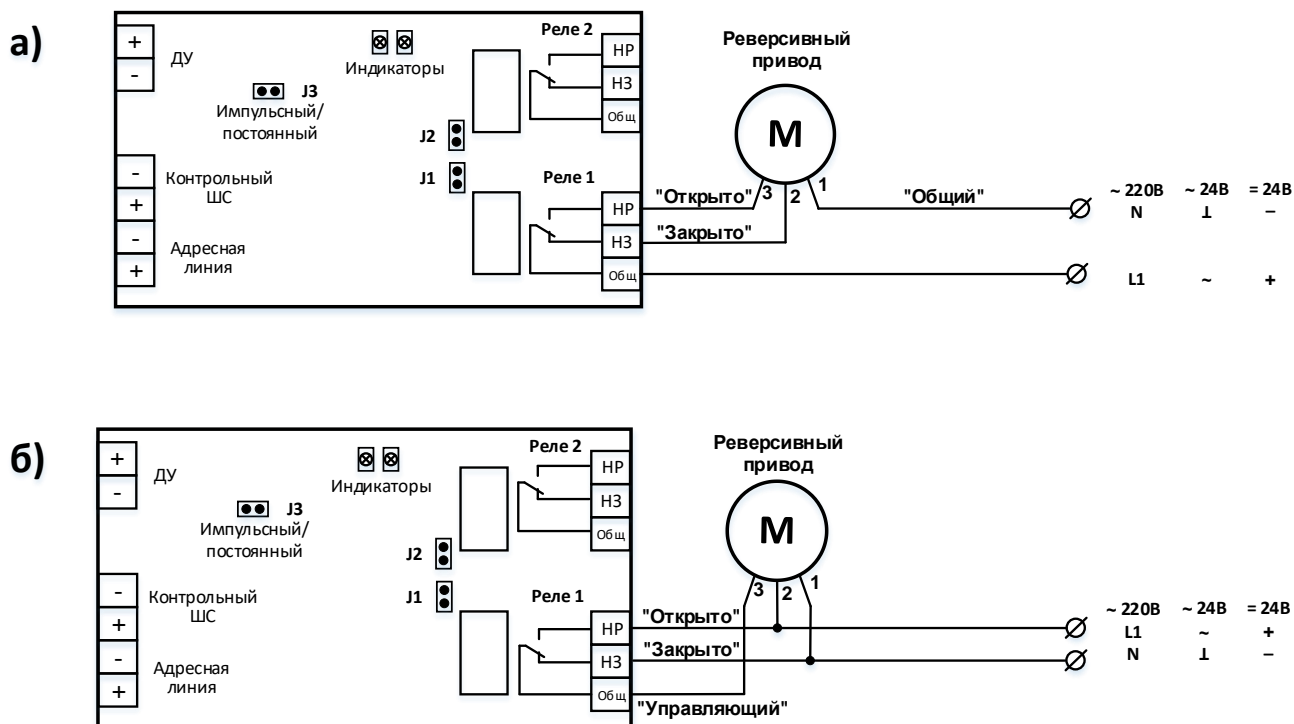 а)
+
-
ДУ
J3
Импульсный/
постоянный
Индикаторы
J2
J1
Реле 2
НР
НЗ
Общ
-
+
Контрольный
ШС
-
+
Адресная
линия
Реле 1
НР
НЗ
Общ
Реверсивный
привод
М
3 2 1
"Открыто"
"Закрыто"
"Общий"
~ 220В ~ 24В = 24В
N ⊥ –
L1 ~ +
б)
+
-
ДУ
J3
Импульсный/
постоянный
Индикаторы
J2
J1
Реле 2
НР
НЗ
Общ
-
+
Контрольный
ШС
-
+
Адресная
линия
Реле 1
НР
НЗ
Общ
Реверсивный
привод
М
3 2 1
"Открыто"
"Закрыто"
"Управляющий"
~ 220В ~ 24В = 24В
L1 ~ +
N ⊥ –